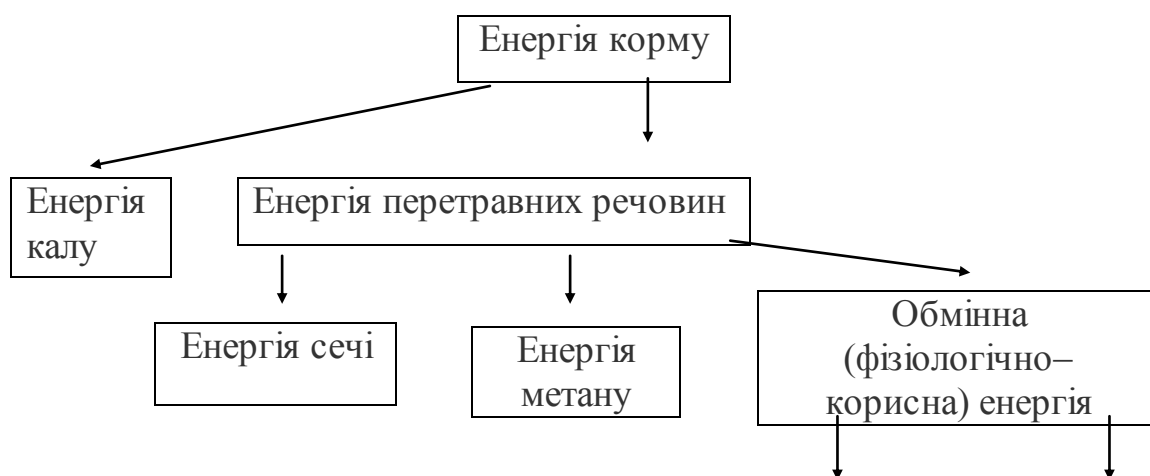 Енергія корму
Енергія
калу
Енергія перетравних речовин
Енергія сечі
Енергія
метану
Обмінна
(фізіологічно–
корисна) енергія